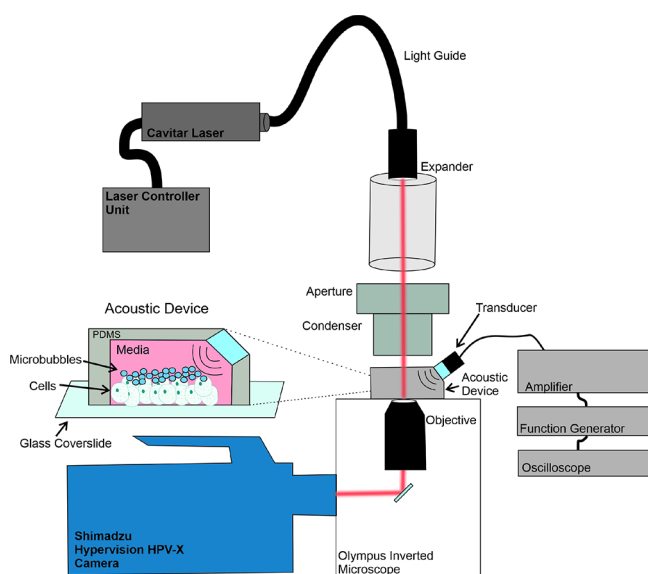 Light Guide
Cavitar Laser
Expander
Laser Controller
Unit
Aperture
Condenser
Transducer
Acoustic Device
PDMS
Media
Microbubbles
Cells
Glass Coverslide
Acoustic
Device
Objective
Amplifier
Function Generator
Oscilloscope
Shimadzu
Hypervision HPV-X
Camera
Olympus Inverted
Microscope